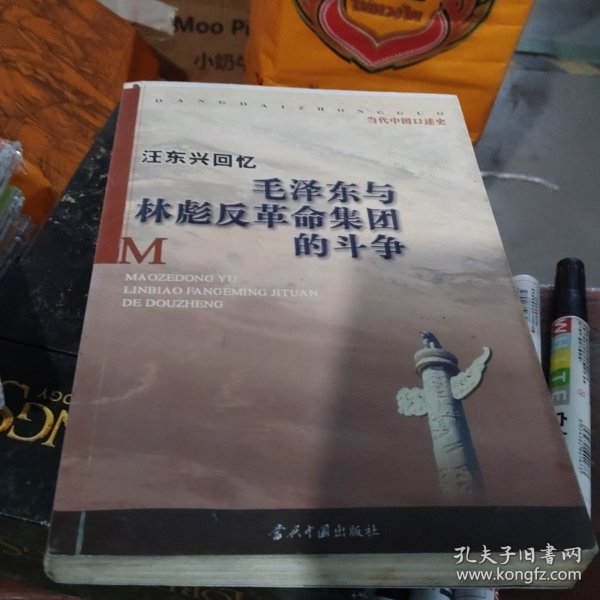 Moo P
小奶
DANGDAIZHONGGUO
当代中国口述史
汪东兴回忆
毛泽东与
林彪反革命集团
的斗争
M
MAOZEDONG YU
LINBIAO FANGEMING JITUAN
DE DOUZHENG
WHITE
当代中国出版社
孔夫子旧书网
www.kongfz.com